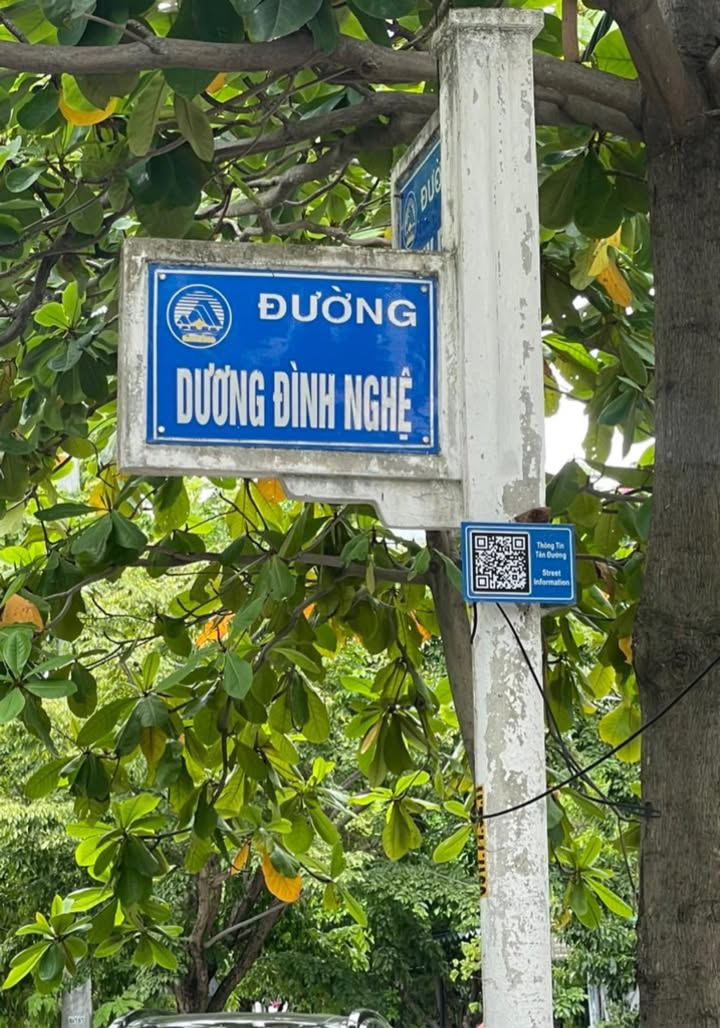 ĐƯỜNG
DƯƠNG ĐÌNH NGHỆ
Thông Tin
Tên Đường
Street
Information